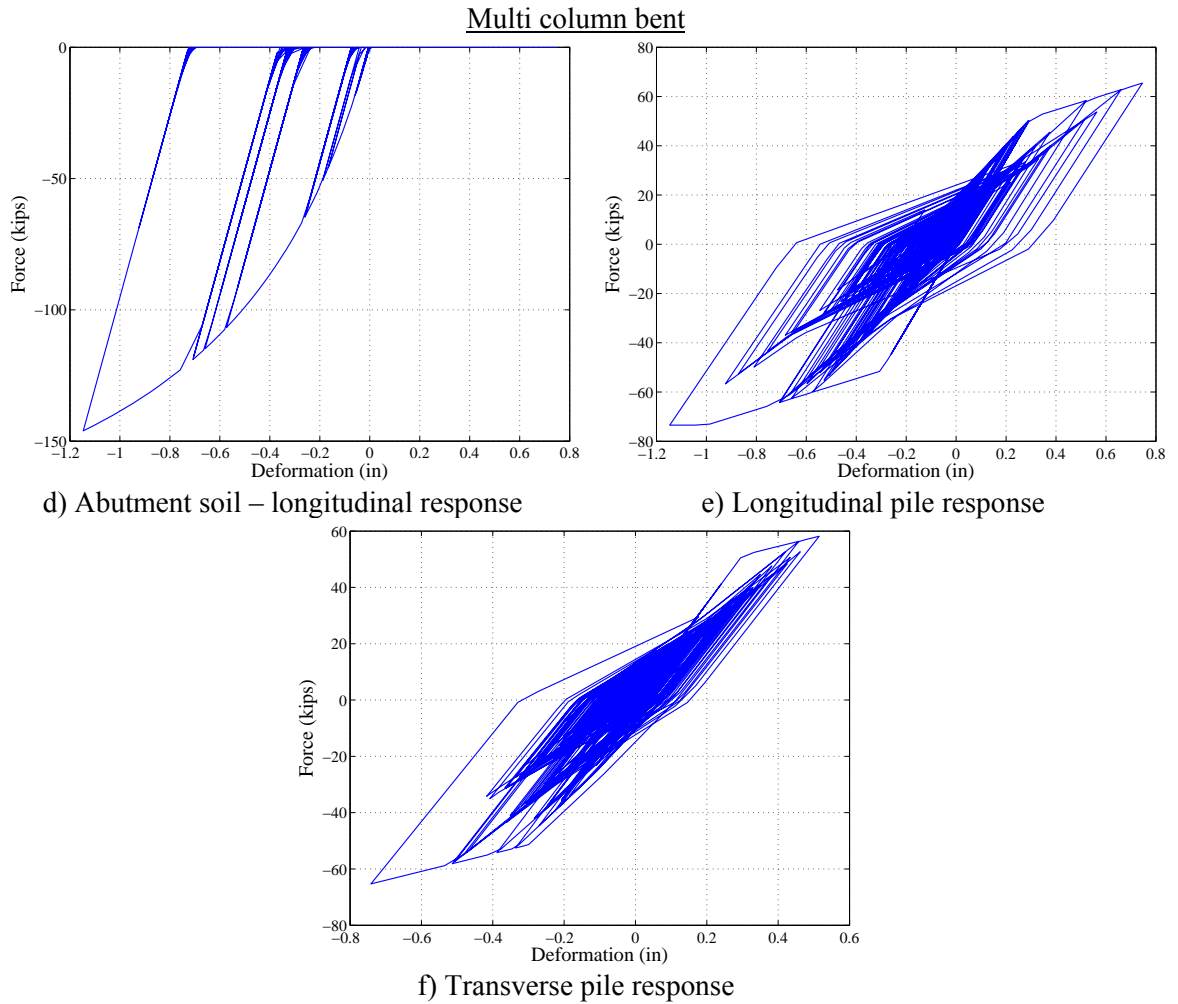 Multi column bent
0
−50
−100
−150
Force (kips)
−1.2 −1 −0.8 −0.6 −0.4 −0.2 0 0.2 0.4 0.6 0.8
Deformation (in)
d) Abutment soil – longitudinal response
80
60
40
20
0
−20
−40
−60
−80
Force (kips)
−1.2 −1 −0.8 −0.6 −0.4 −0.2 0 0.2 0.4 0.6 0.8
Deformation (in)
e) Longitudinal pile response
60
40
20
0
−20
−40
−60
−80
Force (kips)
−0.8 −0.6 −0.4 −0.2 0 0.2 0.4 0.6
Deformation (in)
f) Transverse pile response